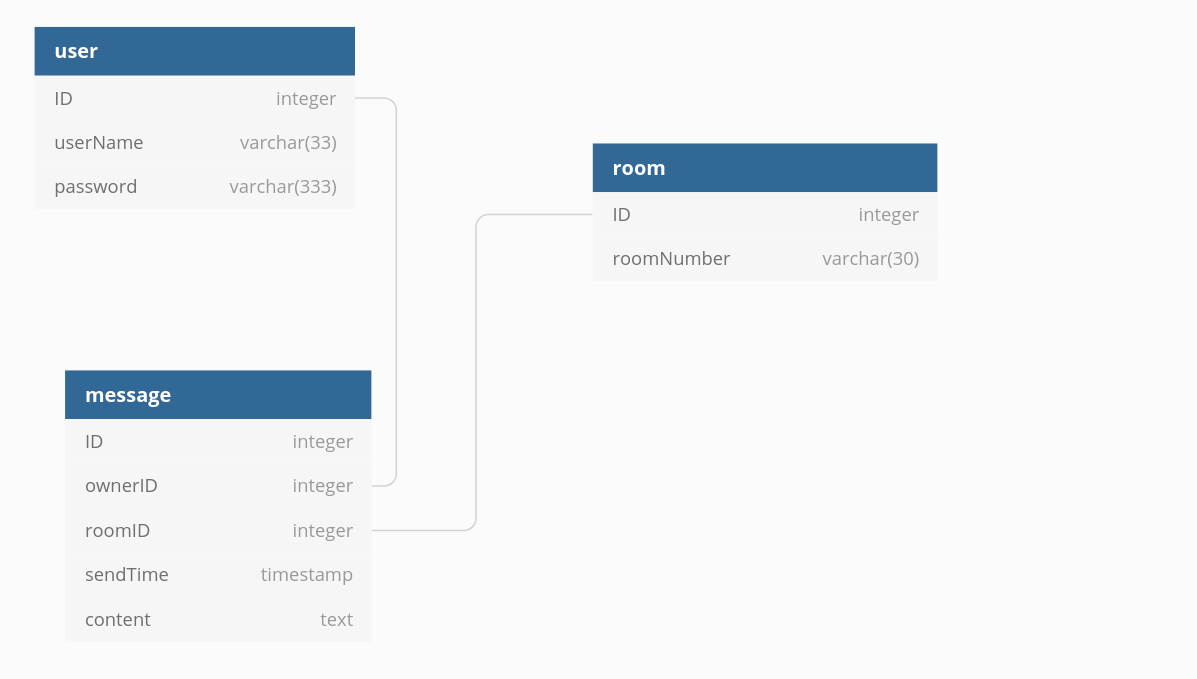 user
ID integer
userName varchar(33)
password varchar(333)
room
ID integer
roomNumber varchar(30)
message
ID integer
ownerID integer
roomID integer
sendTime timestamp
content text